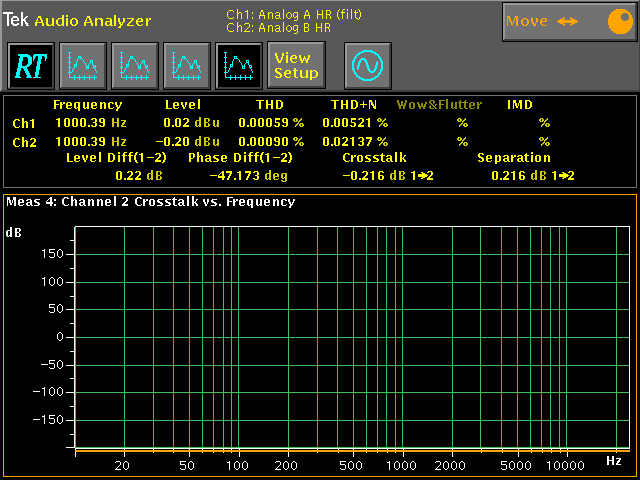 Tek Audio Analyzer
Ch1: Analog A HR (filt)
Ch2: Analog B HR
Move
RT
View
Setup
Frequency Level THD THD+N Wow&Flutter IMD
Ch1 1000.39 Hz 0.02 dBu 0.00059 % 0.00521 % % %
Ch2 1000.39 Hz −0.20 dBu 0.00090 % 0.02137 % % %
Level Diff(1−2) Phase Diff(1−2) Crosstalk Separation
0.22 dB −47.173 deg −0.216 dB 1➔2 0.216 dB 1➔2
Meas 4: Channel 2 Crosstalk vs. Frequency
dB
150
100
50
0
−50
−100
−150
20 50 100 200 500 1000 2000 5000 10000 Hz